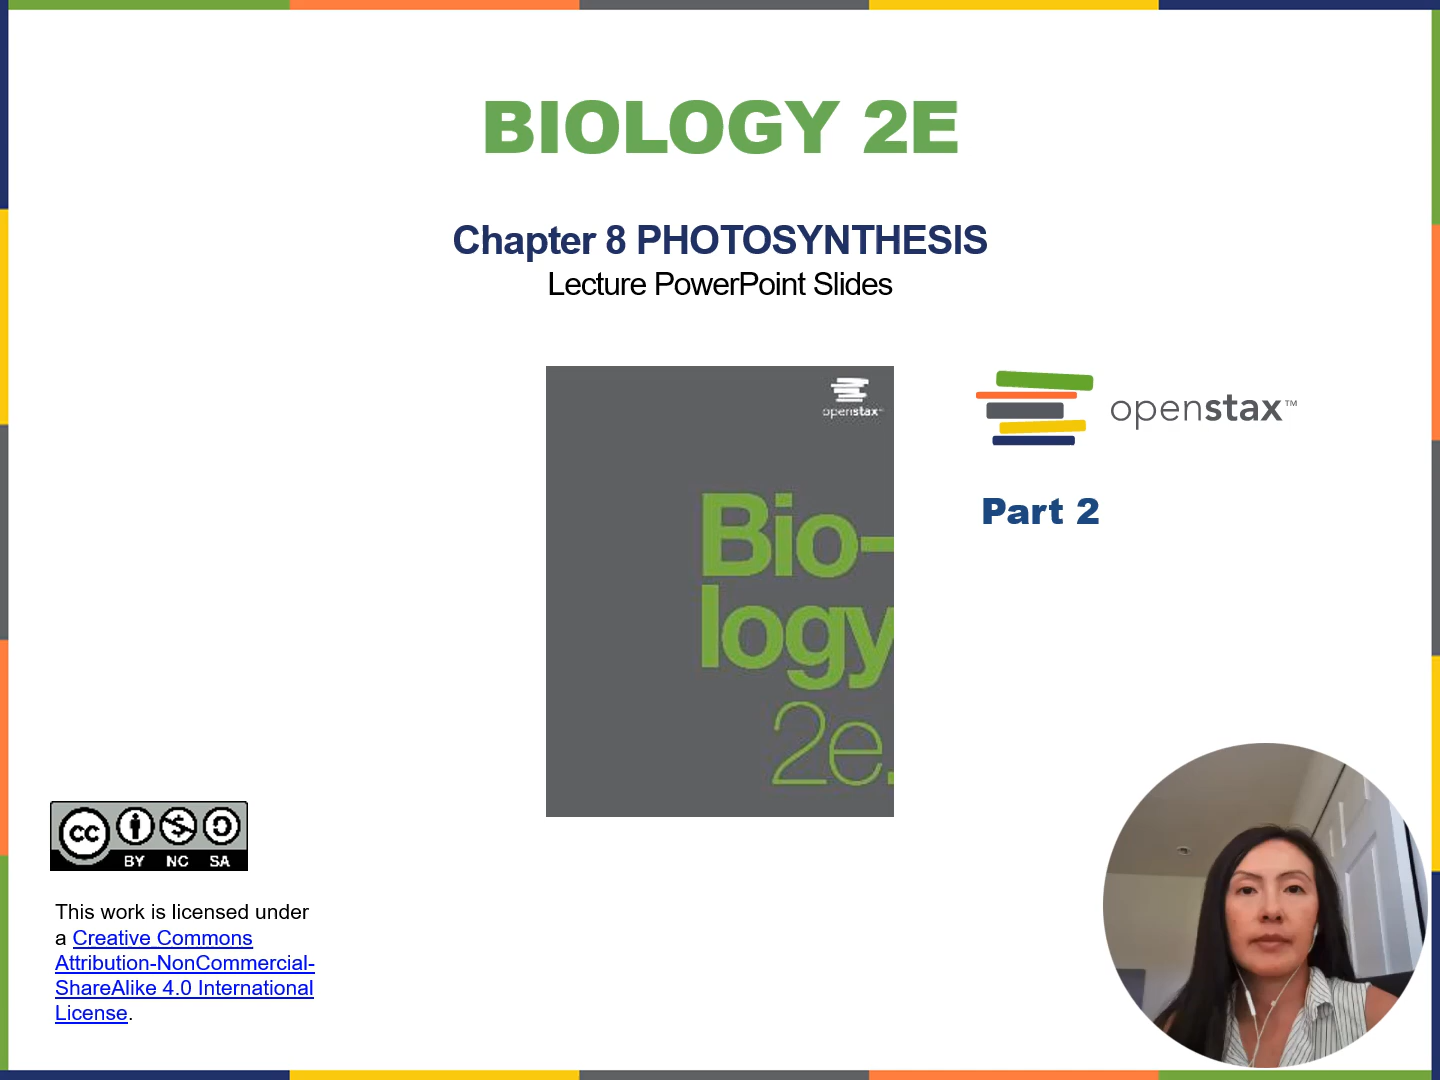 BIOLOGY 2E
Chapter 8 PHOTOSYNTHESIS
Lecture PowerPoint Slides
openstax
Bio-
logy
2e.
openstax™
Part 2
cc
BY NC SA
This work is licensed under
a Creative Commons
Attribution-NonCommercial-
ShareAlike 4.0 International
License.